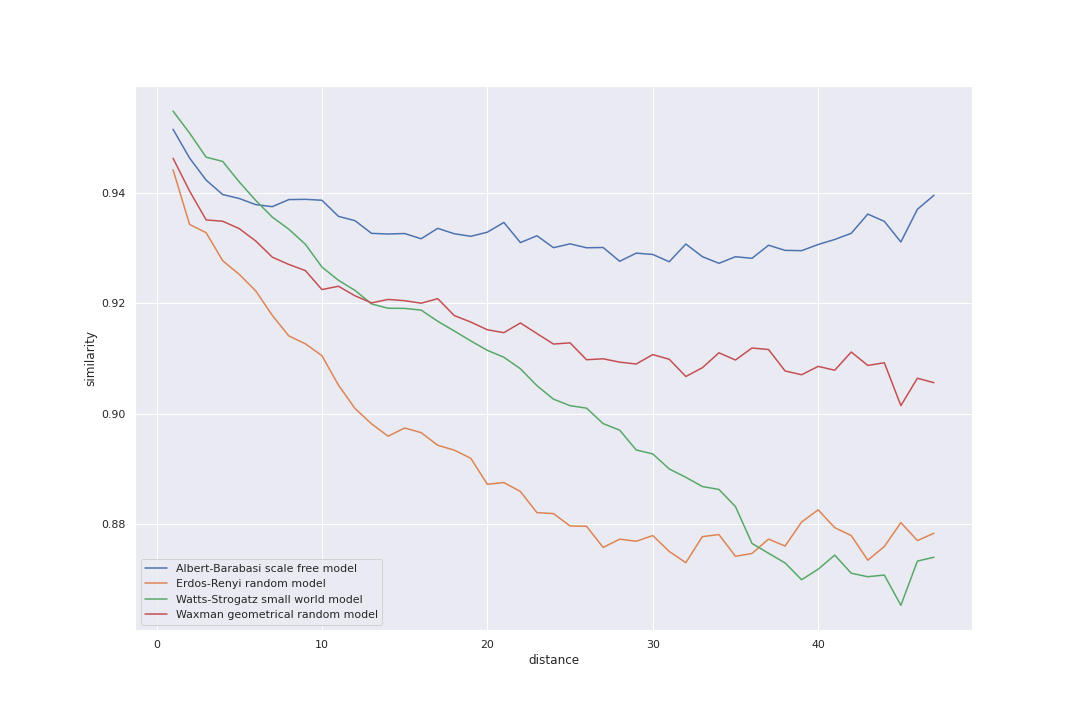 0.94
0.92
0.90
0.88
similarity
Albert-Barabasi scale free model
Erdos-Renyi random model
Watts-Strogatz small world model
Waxman geometrical random model
0 10 20 30 40
distance